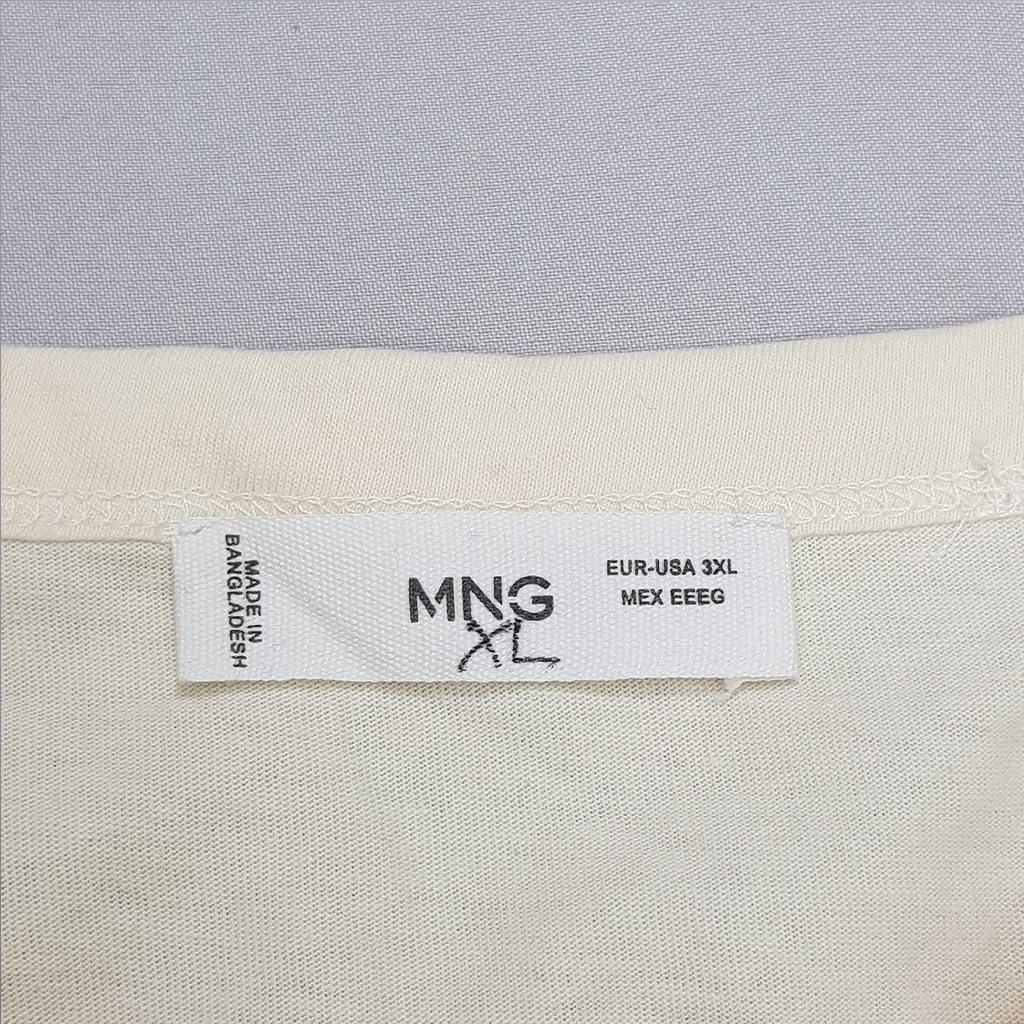 MADE IN
BANGLADESH
MNG
XL
EUR-USA 3XL
MEX EEEG